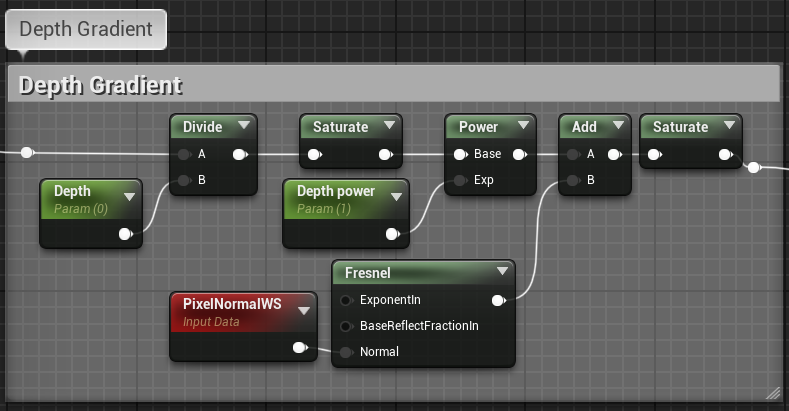 Depth Gradient
Depth Gradient
Divide
A
B
Saturate
Power
Base
Exp
Add
A
B
Saturate
Depth
Param (0)
Depth power
Param (1)
PixelNormalWS
Input Data
Fresnel
ExponentIn
BaseReflectFractionIn
Normal